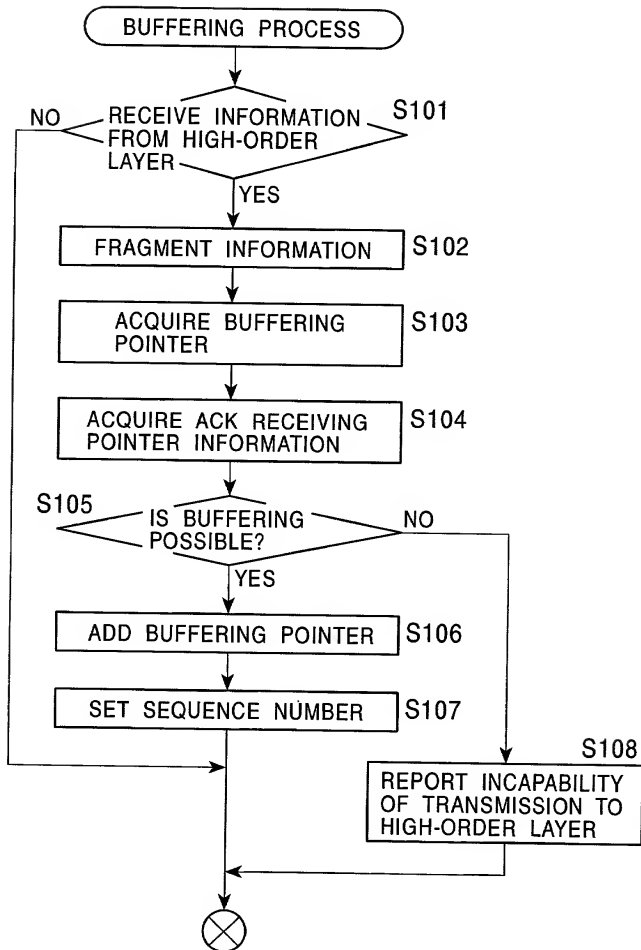 BUFFERING PROCESS
NO
RECEIVE INFORMATION
FROM HIGH-ORDER
LAYER
S101
YES
FRAGMENT INFORMATION
S102
ACQUIRE BUFFERING
POINTER
S103
ACQUIRE ACK RECEIVING
POINTER INFORMATION
S104
S105
IS BUFFERING
POSSIBLE?
NO
YES
ADD BUFFERING POINTER
S106
SET SEQUENCE NUMBER
S107
S108
REPORT INCAPABILITY
OF TRANSMISSION TO
HIGH-ORDER LAYER